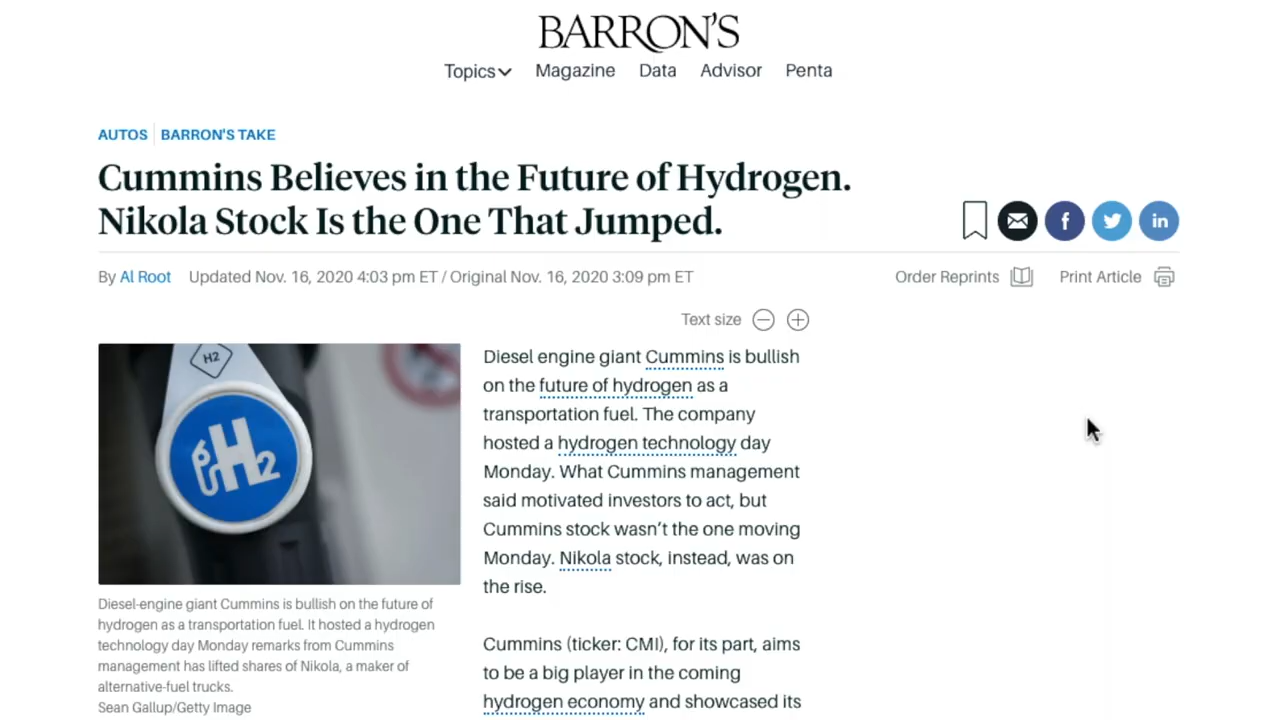 BARRON'S
Topics Magazine Data Advisor Penta
AUTOS BARRON'S TAKE
Cummins Believes in the Future of Hydrogen.
Nikola Stock Is the One That Jumped.
f in
By Al Root Updated Nov. 16, 2020 4:03 pm ET / Original Nov. 16, 2020 3:09 pm ET
Order Reprints Print Article
Text size
H2
H2
Diesel-engine giant Cummins is bullish on the future of
hydrogen as a transportation fuel. It hosted a hydrogen
technology day Monday remarks from Cummins
management has lifted shares of Nikola, a maker of
alternative-fuel trucks.
Sean Gallup/Getty Image
Diesel engine giant Cummins is bullish
on the future of hydrogen as a
transportation fuel. The company
hosted a hydrogen technology day
Monday. What Cummins management
said motivated investors to act, but
Cummins stock wasn't the one moving
Monday. Nikola stock, instead, was on
the rise.
Cummins (ticker: CMI), for its part, aims
to be a big player in the coming
hydrogen economy and showcased its